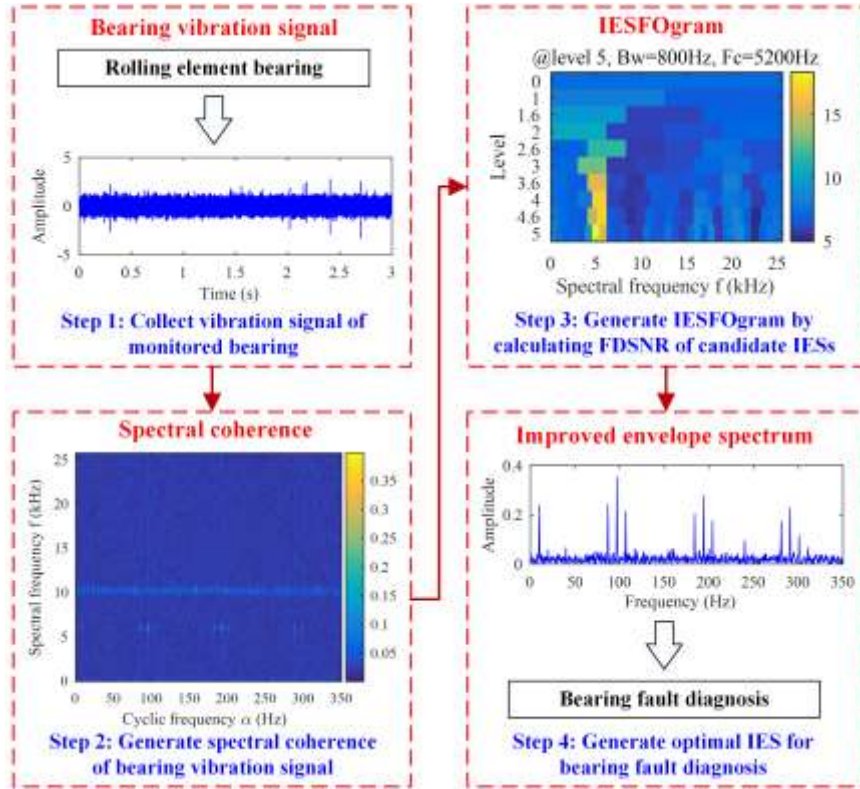 Bearing vibration signal
Rolling element bearing
5
0
-5
Amplitude
0 0.5 1 1.5 2 2.5 3
Time (s)
Step 1: Collect vibration signal of
monitored bearing
Spectral coherence
25
20
15
10
5
0
Spectral frequency f (kHz)
0.35
0.3
0.25
0.2
0.15
0.1
0.05
0 50 100 150 200 250 300 350
Cyclic frequency α (Hz)
Step 2: Generate spectral coherence
of bearing vibration signal
IESFOgram
@level 5, Bw=800Hz, Fc=5200Hz
0
1
1.6
2
2.6
3
3.6
4
4.6
5
Level
15
10
5
0 5 10 15 20 25
Spectral frequency f (kHz)
Step 3: Generate IESFOgram by
calculating FDSNR of candidate IESs
Improved envelope spectrum
0.4
0.2
0
Amplitude
0 50 100 150 200 250 300 350
Frequency (Hz)
Bearing fault diagnosis
Step 4: Generate optimal IES for
bearing fault diagnosis